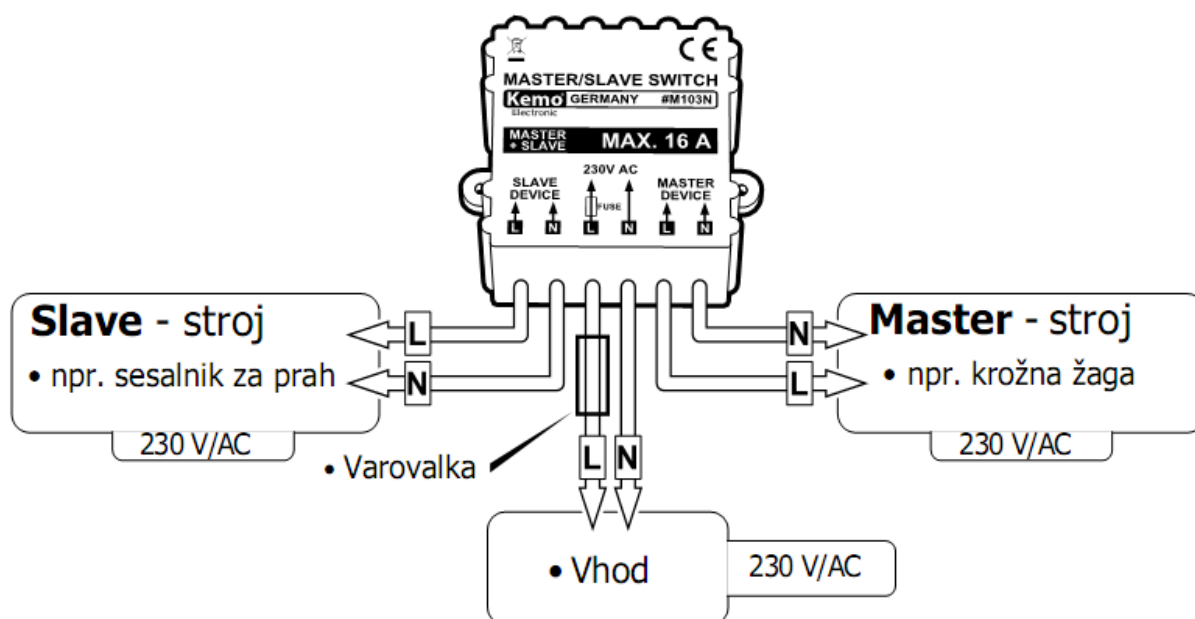 CE
MASTER/SLAVE SWITCH
Kemo GERMANY #M103N
Electronic
MASTER
+ SLAVE
MAX. 16 A
230V AC
SLAVE
DEVICE
MASTER
DEVICE
FUSE
L N L N L N
Slave - stroj
• npr. sesalnik za prah
230 V/AC
L
N
• Varovalka
L N
N
L
Master - stroj
• npr. krožna žaga
230 V/AC
• Vhod
230 V/AC